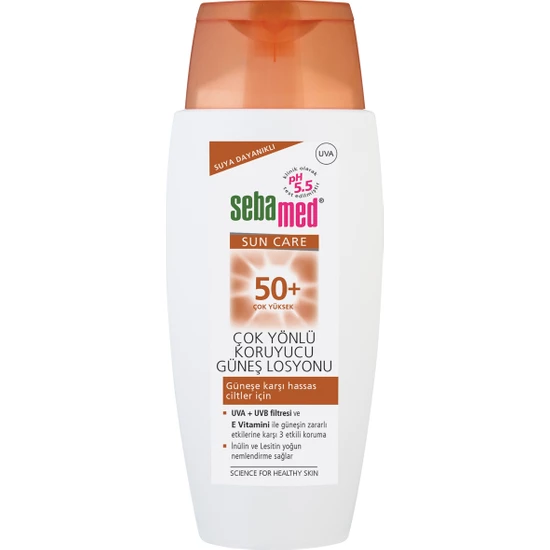 SUYA DAYANIKLI
UVA
klinik olarak
pH 5.5
test edilmiştir
sebamed®
SUN CARE
50+
ÇOK YÜKSEK
ÇOK YÖNLÜ
KORUYUCU
GÜNEŞ LOSYONU
Güneşe karşı hassas
ciltler için
UVA + UVB filtresi ve
E Vitamini ile güneşin zararlı
etkilerine karşı 3 etkili koruma
İnülin ve Lesitin yoğun
nemlendirme sağlar
SCIENCE FOR HEALTHY SKIN